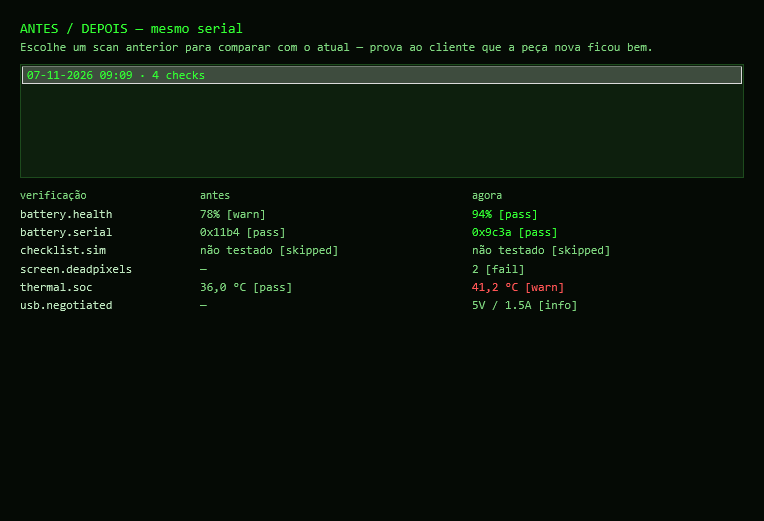 ANTES / DEPOIS — mesmo serial
Escolhe um scan anterior para comparar com o atual — prova ao cliente que a peça nova ficou bem.
07-11-2026 09:09 · 4 checks
verificação antes agora
battery.health 78% [warn] 94% [pass]
battery.serial 0x11b4 [pass] 0x9c3a [pass]
checklist.sim não testado [skipped] não testado [skipped]
screen.deadpixels — 2 [fail]
thermal.soc 36,0 ºC [pass] 41,2 ºC [warn]
usb.negotiated — 5V / 1.5A [info]